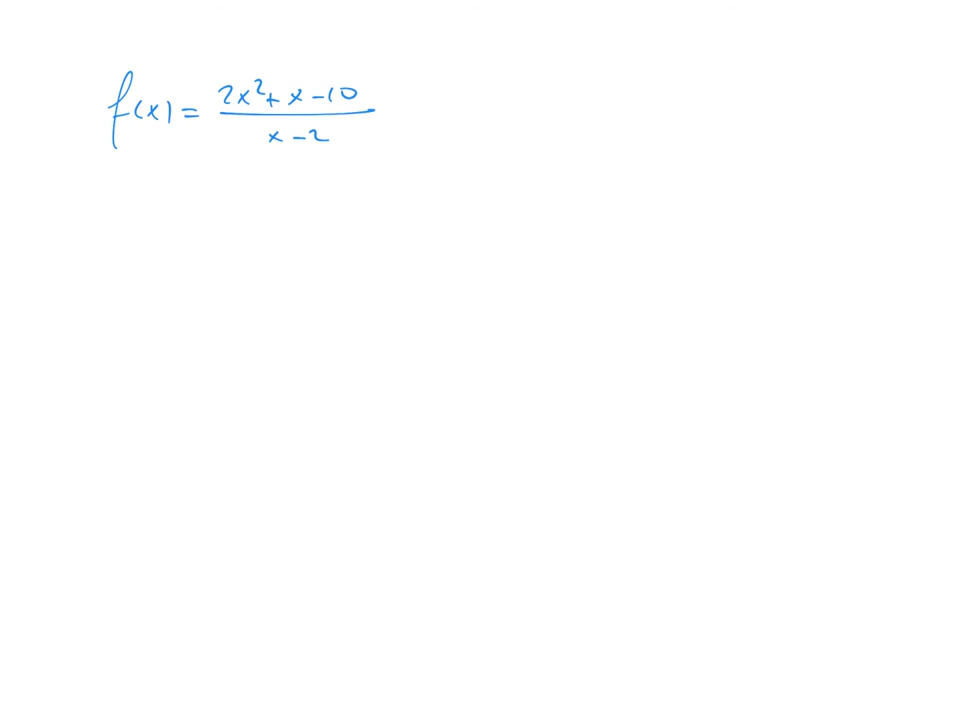 f(x) = (2x² + x - 10) / (x - 2)